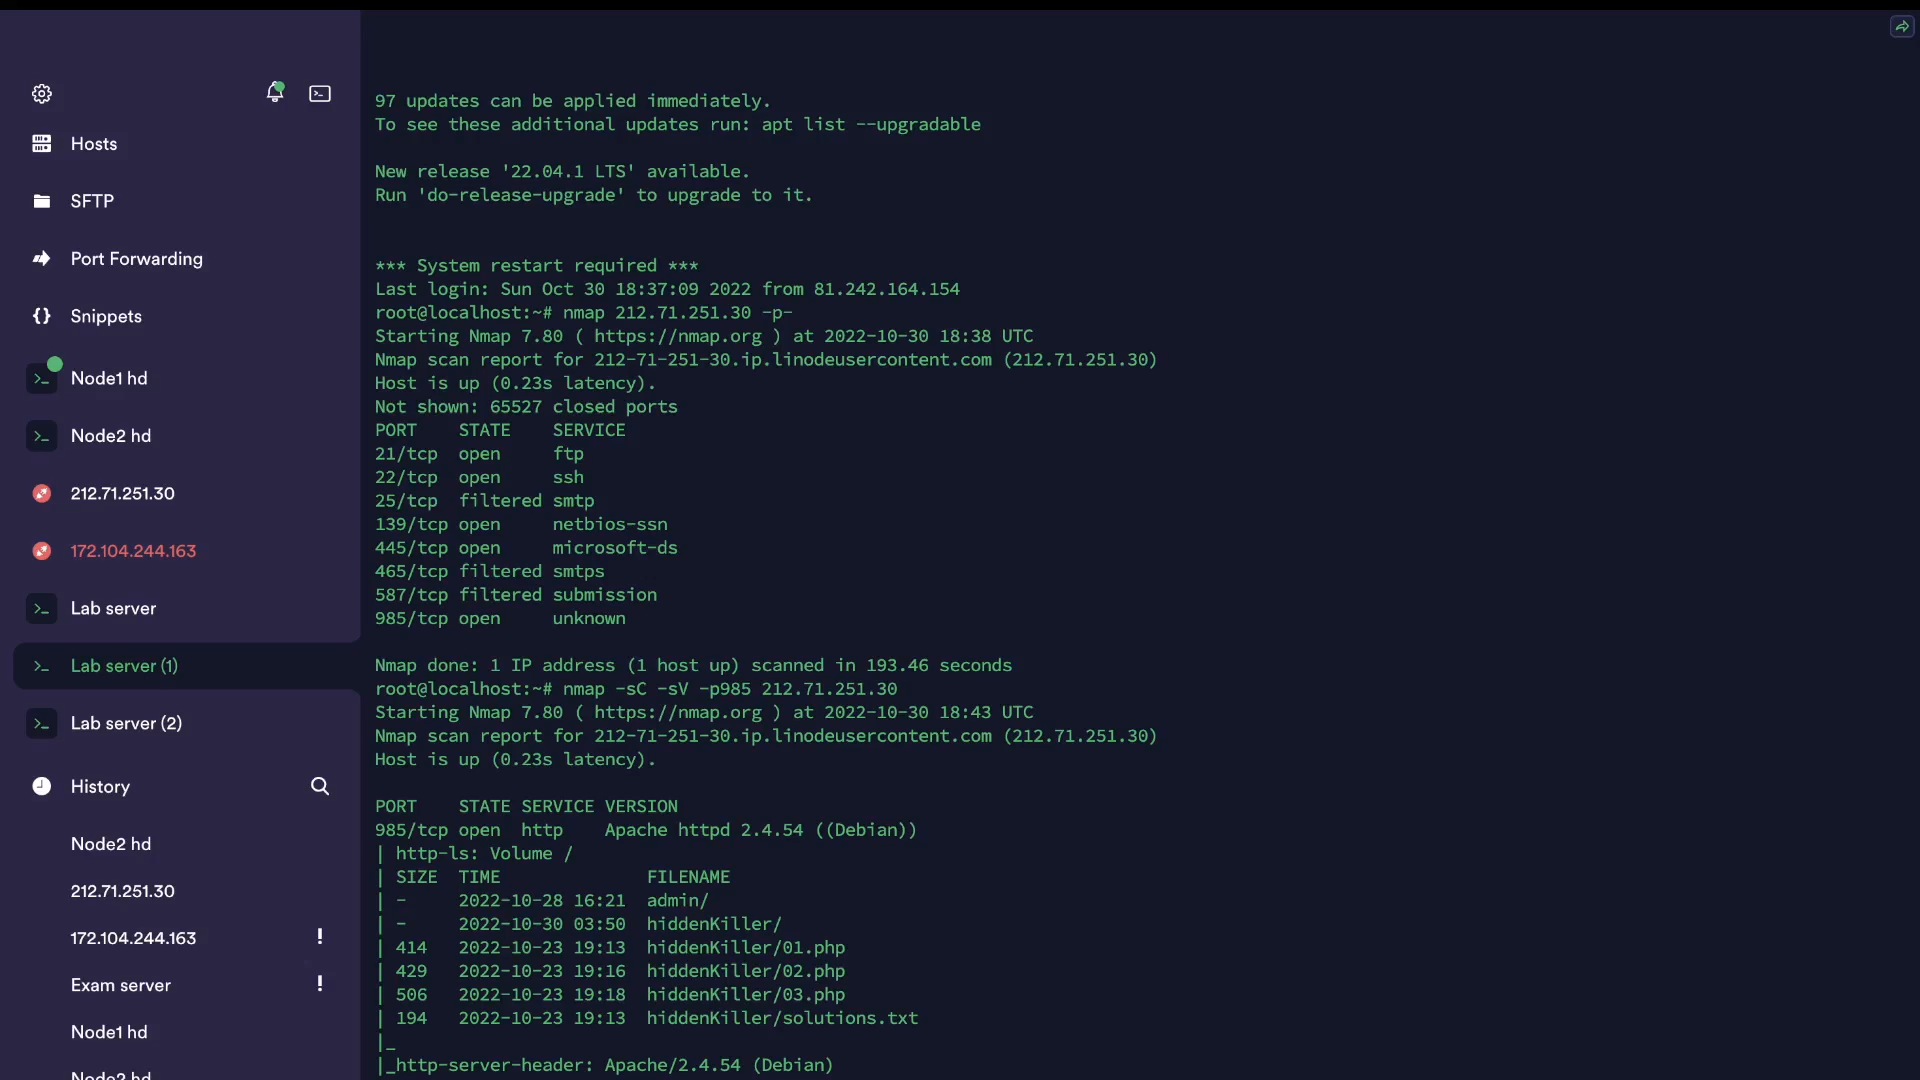 Hosts
SFTP
Port Forwarding
Snippets
Node1 hd
Node2 hd
212.71.251.30
172.104.244.163
Lab server
Lab server (1)
Lab server (2)
History
Node2 hd
212.71.251.30
172.104.244.163 !
Exam server !
Node1 hd
Node2 hd
97 updates can be applied immediately.
To see these additional updates run: apt list --upgradable
New release '22.04.1 LTS' available.
Run 'do-release-upgrade' to upgrade to it.
*** System restart required ***
Last login: Sun Oct 30 18:37:09 2022 from 81.242.164.154
root@localhost:~# nmap 212.71.251.30 -p-
Starting Nmap 7.80 ( https://nmap.org ) at 2022-10-30 18:38 UTC
Nmap scan report for 212-71-251-30.ip.linodeusercontent.com (212.71.251.30)
Host is up (0.23s latency).
Not shown: 65527 closed ports
PORT    STATE    SERVICE
21/tcp  open     ftp
22/tcp  open     ssh
25/tcp  filtered smtp
139/tcp open     netbios-ssn
445/tcp open     microsoft-ds
465/tcp filtered smtps
587/tcp filtered submission
985/tcp open     unknown
Nmap done: 1 IP address (1 host up) scanned in 193.46 seconds
root@localhost:~# nmap -sC -sV -p985 212.71.251.30
Starting Nmap 7.80 ( https://nmap.org ) at 2022-10-30 18:43 UTC
Nmap scan report for 212-71-251-30.ip.linodeusercontent.com (212.71.251.30)
Host is up (0.23s latency).
PORT    STATE SERVICE VERSION
985/tcp open  http    Apache httpd 2.4.54 ((Debian))
| http-ls: Volume /
| SIZE  TIME              FILENAME
| -     2022-10-28 16:21  admin/
| -     2022-10-30 03:50  hiddenKiller/
| 414   2022-10-23 19:13  hiddenKiller/01.php
| 429   2022-10-23 19:16  hiddenKiller/02.php
| 506   2022-10-23 19:18  hiddenKiller/03.php
| 194   2022-10-23 19:13  hiddenKiller/solutions.txt
|_
|_http-server-header: Apache/2.4.54 (Debian)